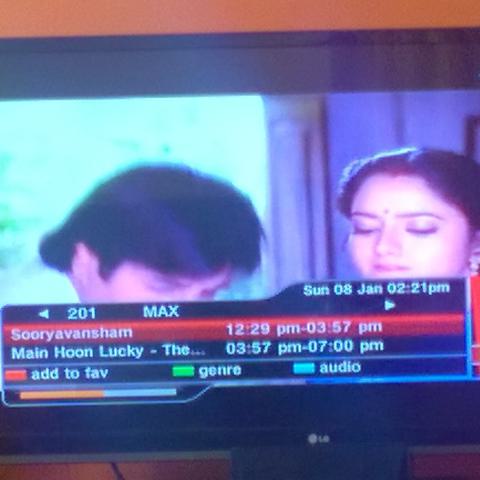 Sun 08 Jan 02:21pm
201 MAX
Sooryavansham 12:29 pm-03:57 pm
Main Hoon Lucky - The... 03:57 pm-07:00 pm
add to fav genre audio
LG